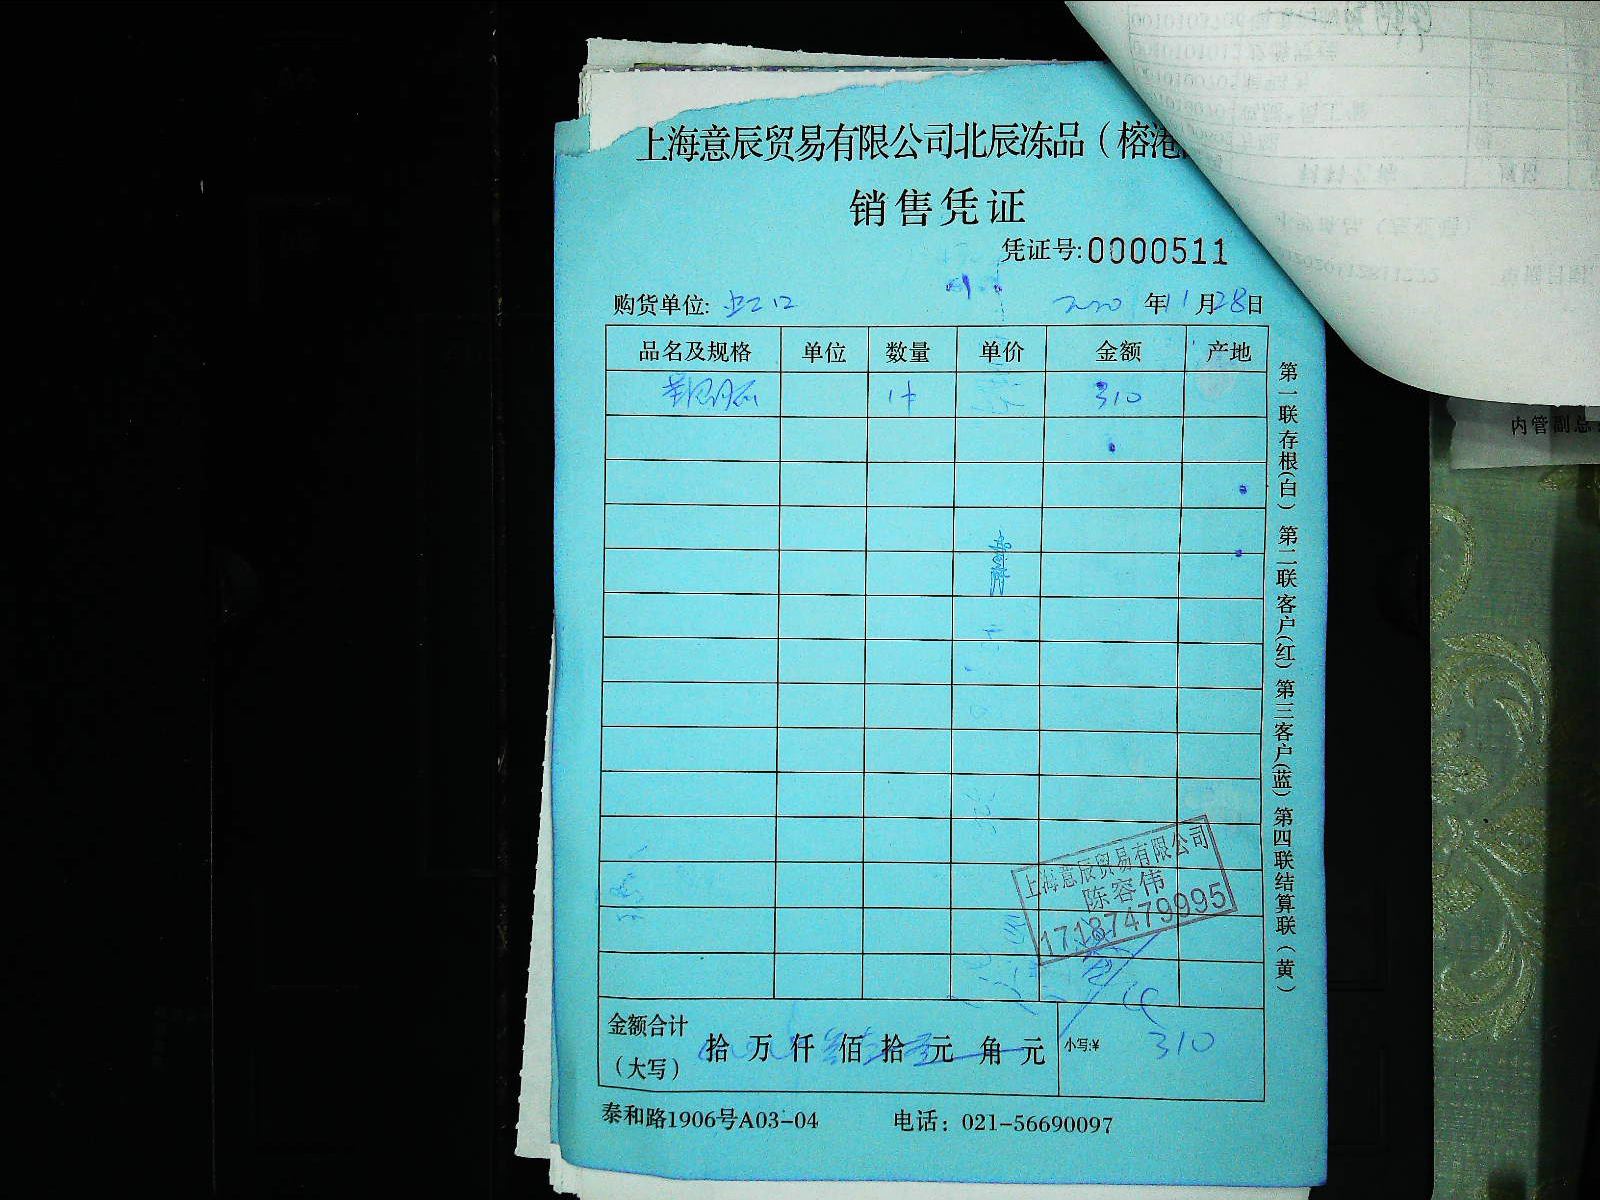 上海意辰贸易有限公司北辰冻品（榕港
销售凭证
凭证号:0000511
购货单位: 虹口 2020 年 11 月 28 日
品名及规格 单位 数量 单价 金额 产地
1件 310
第一联存根(白) 第二联客户(红) 第三客户(蓝) 第四联结算联(黄)
上海意辰贸易有限公司
陈容伟
17187479995
金额合计
(大写) 拾 万 仟 佰 拾 元 角 元 小写:¥ 310
泰和路1906号A03-04 电话: 021-56690097
内管副总